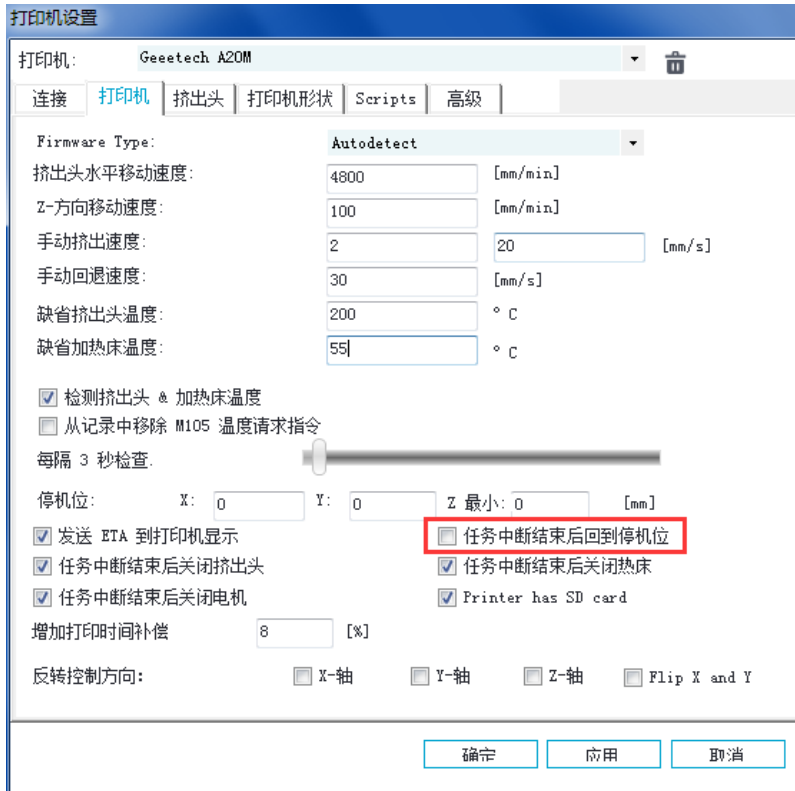 打印机设置
打印机: Geeetech A20M
连接 打印机 挤出头 打印机形状 Scripts 高级
Firmware Type: Autodetect
挤出头水平移动速度: 4800 [mm/min]
Z-方向移动速度: 100 [mm/min]
手动挤出速度: 2 20 [mm/s]
手动回退速度: 30 [mm/s]
缺省挤出头温度: 200 ° C
缺省加热床温度: 55 ° C
检测挤出头 & 加热床温度
从记录中移除 M105 温度请求指令
每隔 3 秒检查.
停机位: X: 0 Y: 0 Z 最小: 0 [mm]
发送 ETA 到打印机显示 任务中断结束后回到停机位
任务中断结束后关闭挤出头 任务中断结束后关闭热床
任务中断结束后关闭电机 Printer has SD card
增加打印时间补偿 8 [%]
反转控制方向: X-轴 Y-轴 Z-轴 Flip X and Y
确定 应用 取消